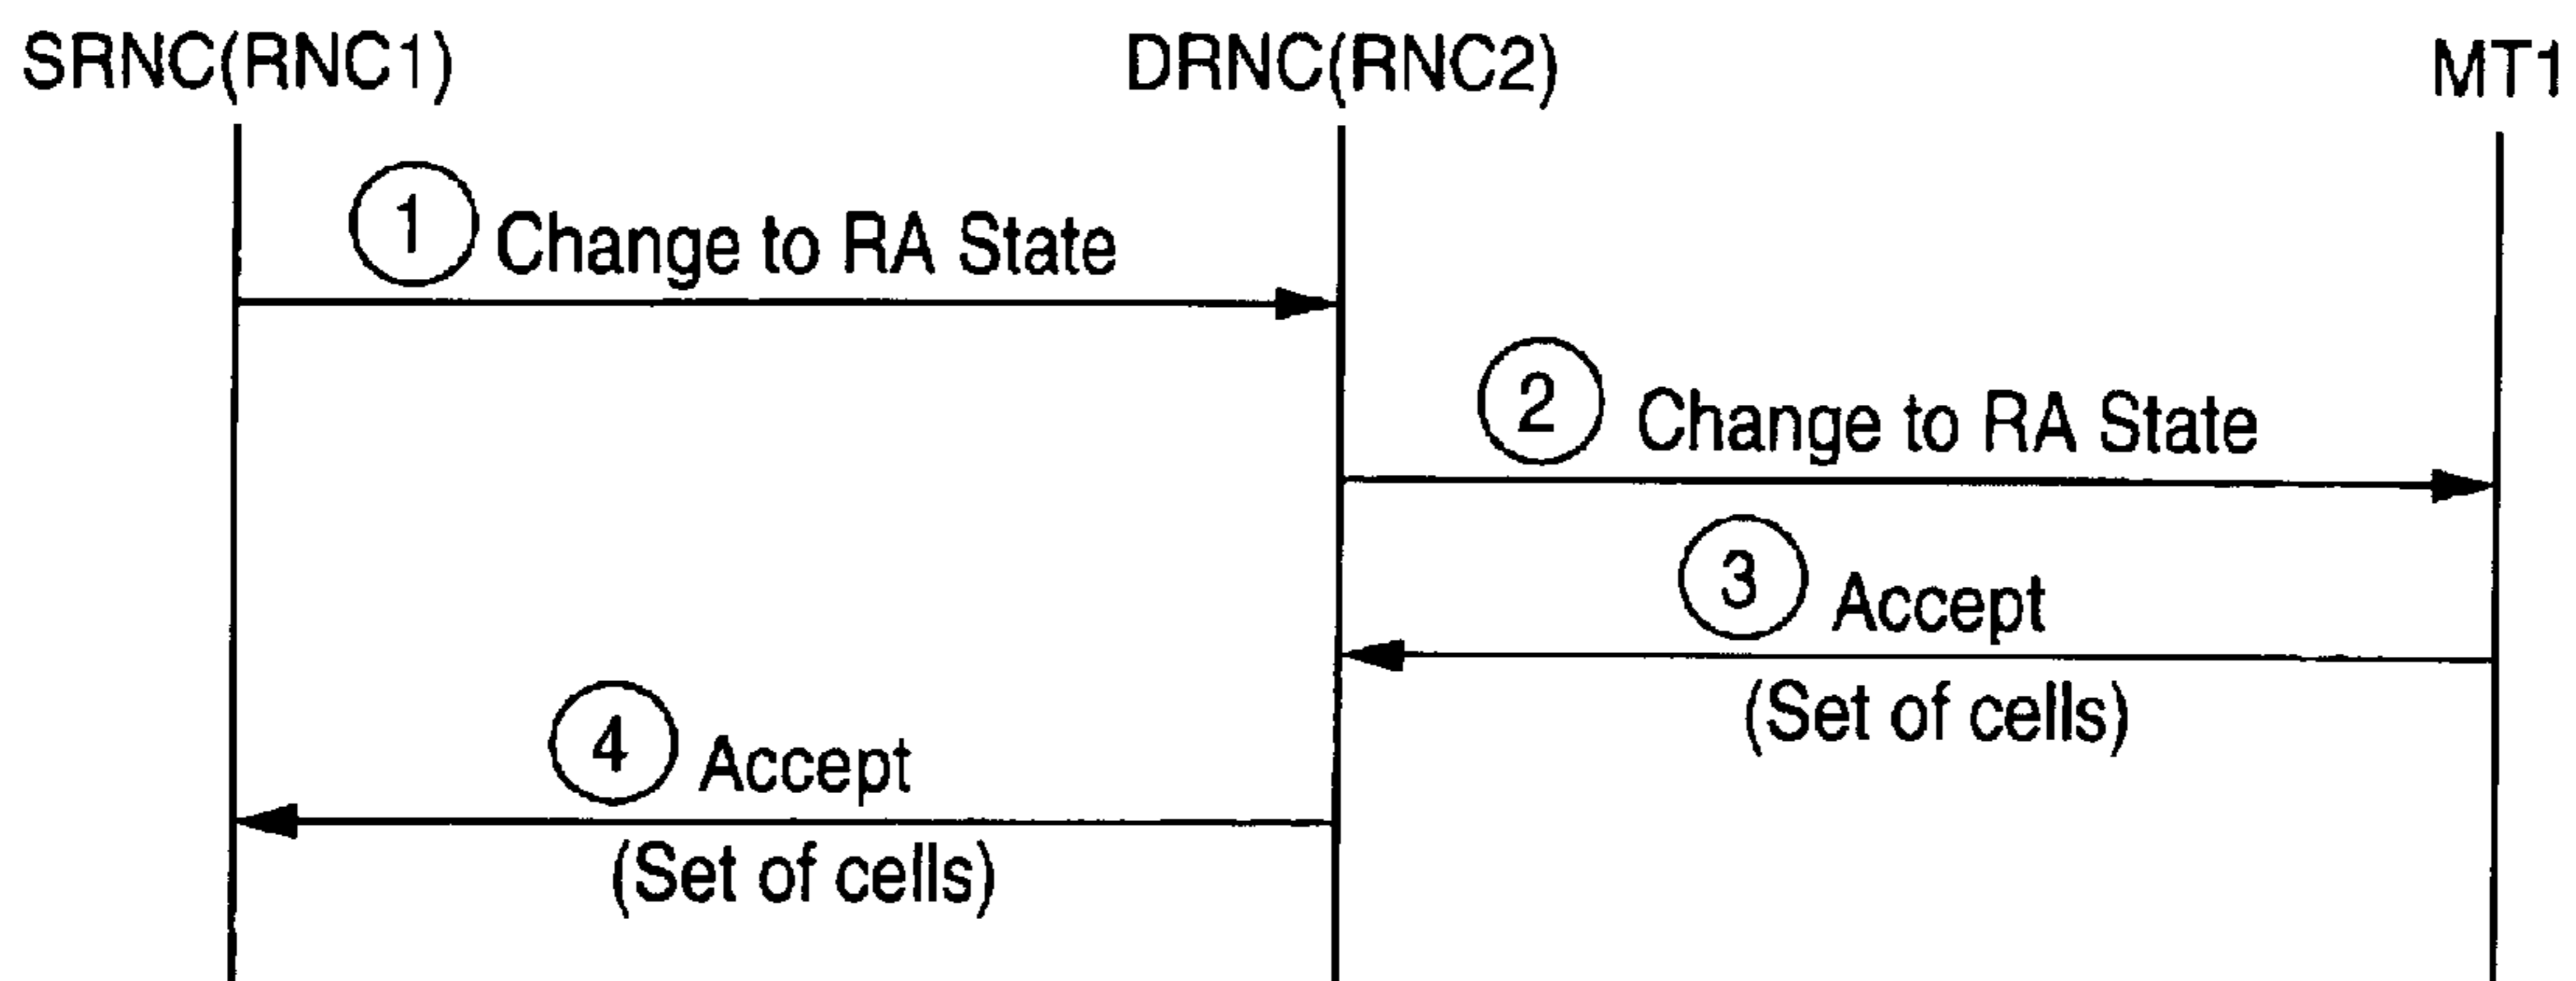 SRNC(RNC1)
DRNC(RNC2)
MT1
1 Change to RA State
2 Change to RA State
3 Accept
(Set of cells)
4 Accept
(Set of cells)